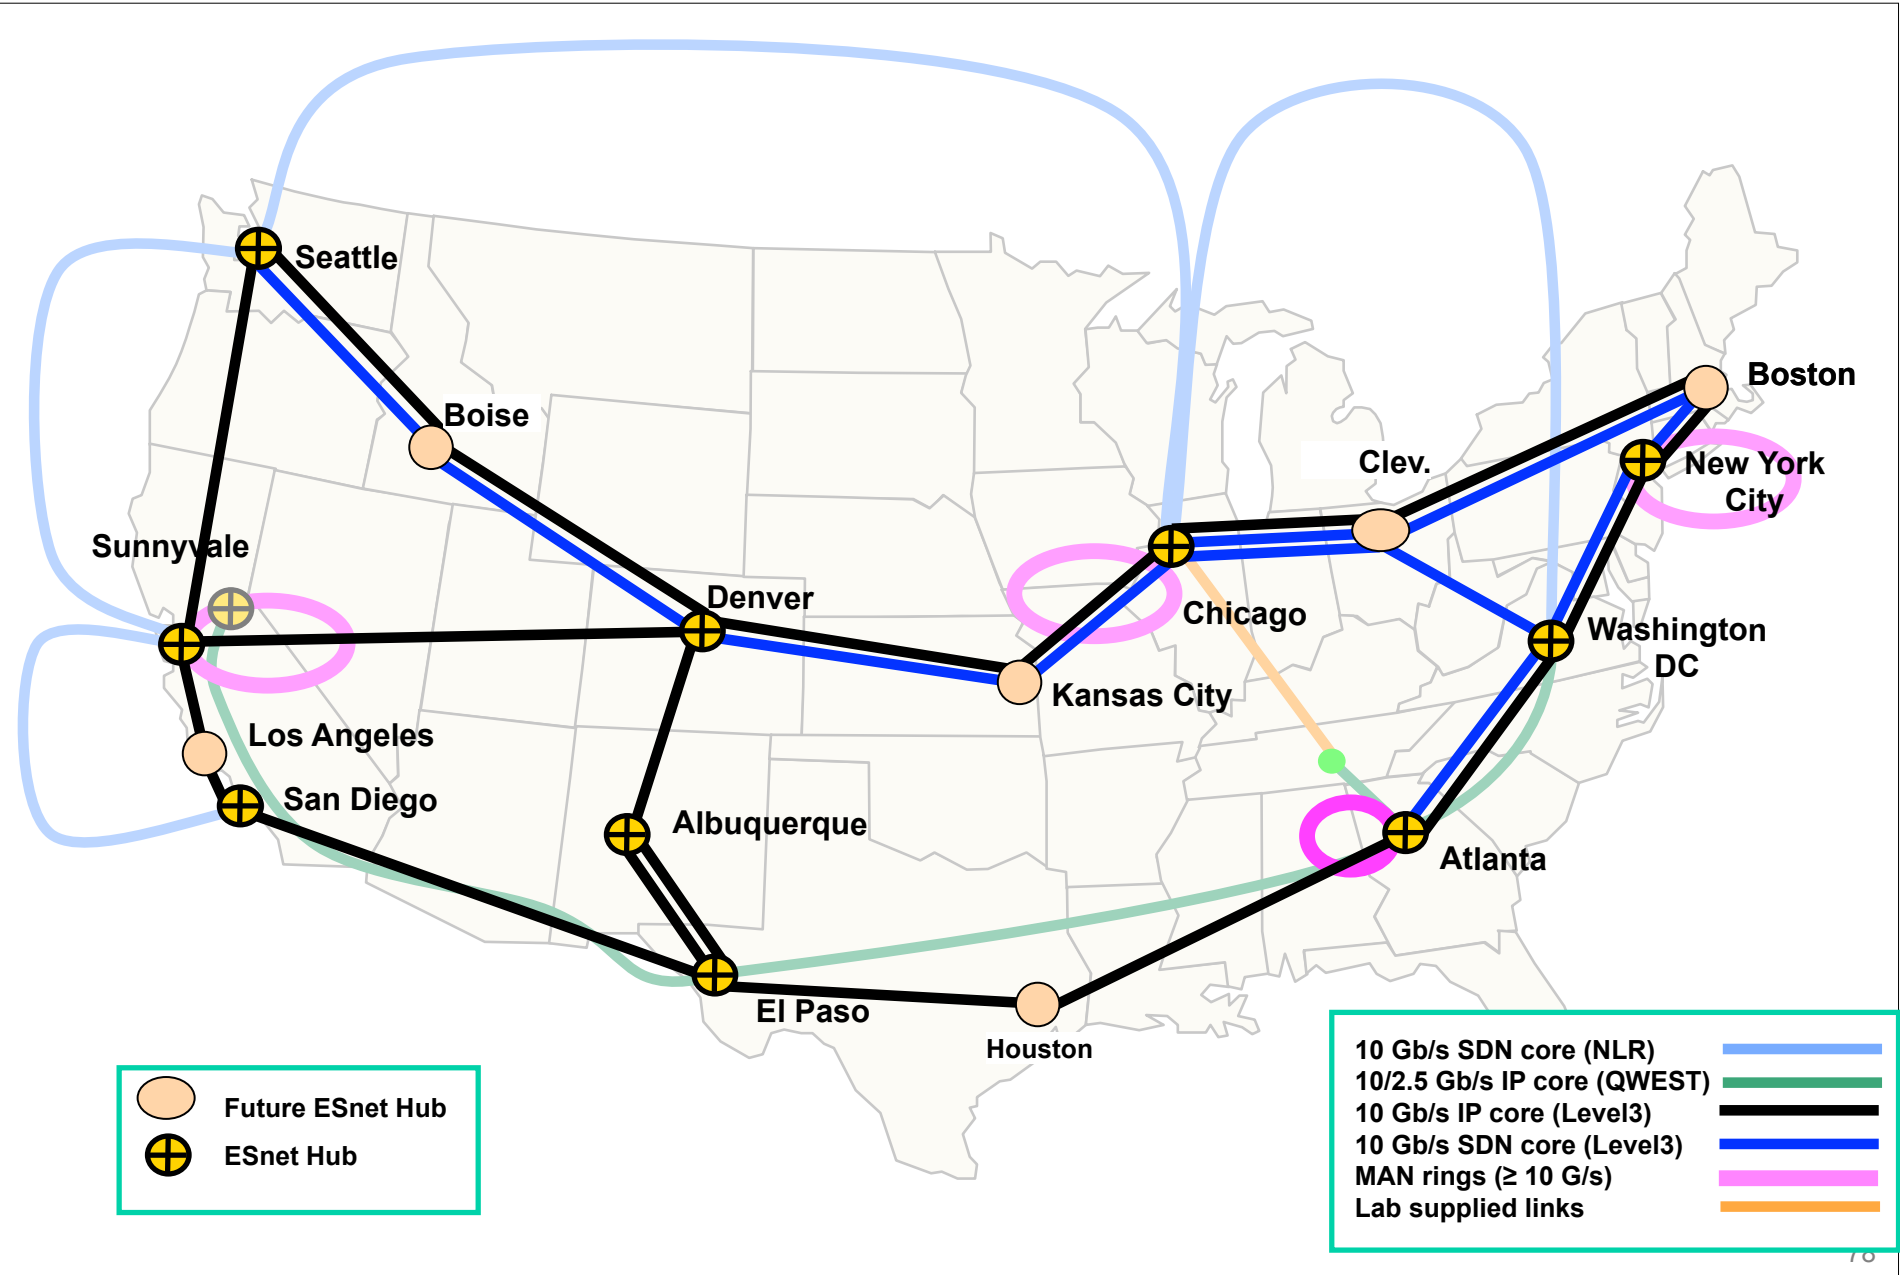 Seattle
Boston
Boise
Clev.
New York
City
Sunnyvale
Denver
Chicago
Washington
DC
Kansas City
Los Angeles
San Diego
Albuquerque
Atlanta
El Paso
Houston
10 Gb/s SDN core (NLR)
10/2.5 Gb/s IP core (QWEST)
10 Gb/s IP core (Level3)
10 Gb/s SDN core (Level3)
MAN rings (≥ 10 G/s)
Lab supplied links
Future ESnet Hub
ESnet Hub
78